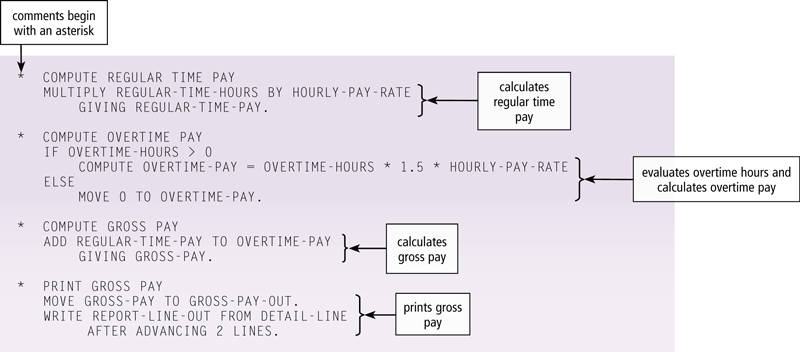 comments begin
with an asterisk
* COMPUTE REGULAR TIME PAY
MULTIPLY REGULAR-TIME-HOURS BY HOURLY-PAY-RATE
GIVING REGULAR-TIME-PAY.
calculates
regular time
pay
* COMPUTE OVERTIME PAY
IF OVERTIME-HOURS > 0
COMPUTE OVERTIME-PAY = OVERTIME-HOURS * 1.5 * HOURLY-PAY-RATE
ELSE
MOVE 0 TO OVERTIME-PAY.
evaluates overtime hours and
calculates overtime pay
* COMPUTE GROSS PAY
ADD REGULAR-TIME-PAY TO OVERTIME-PAY
GIVING GROSS-PAY.
calculates
gross pay
* PRINT GROSS PAY
MOVE GROSS-PAY TO GROSS-PAY-OUT.
WRITE REPORT-LINE-OUT FROM DETAIL-LINE
AFTER ADVANCING 2 LINES.
prints gross
pay